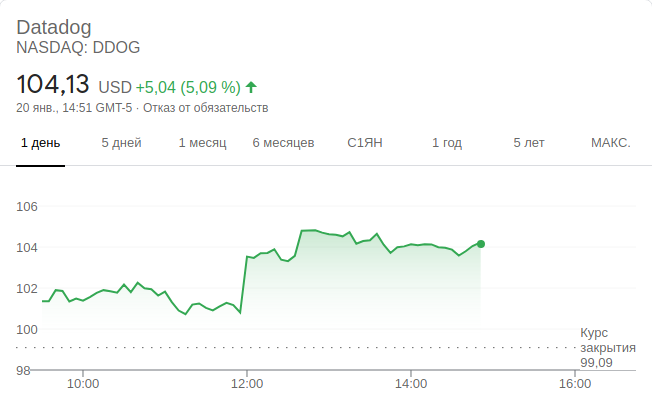 Datadog
NASDAQ: DDOG
104,13 USD +5,04 (5,09 %)
20 янв., 14:51 GMT-5 · Отказ от обязательств
1 день 5 дней 1 месяц 6 месяцев С1ЯН 1 год 5 лет МАКС.
106
104
102
100
Курс
закрытия
99,09
98
10:00 12:00 14:00 16:00